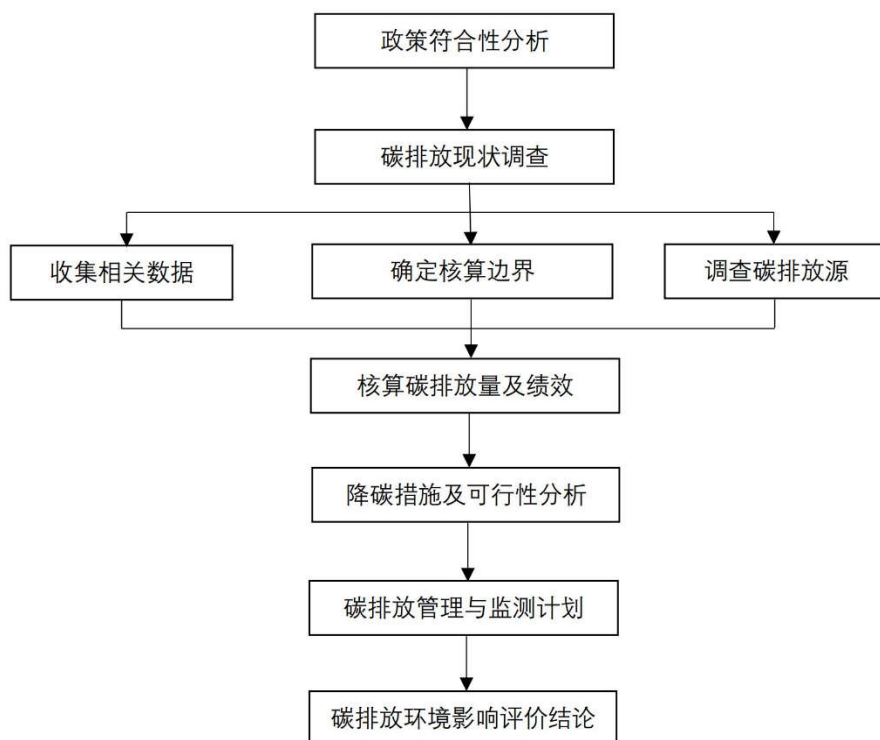 政策符合性分析
碳排放现状调查
收集相关数据
确定核算边界
调查碳排放源
核算碳排放量及绩效
降碳措施及可行性分析
碳排放管理与监测计划
碳排放环境影响评价结论